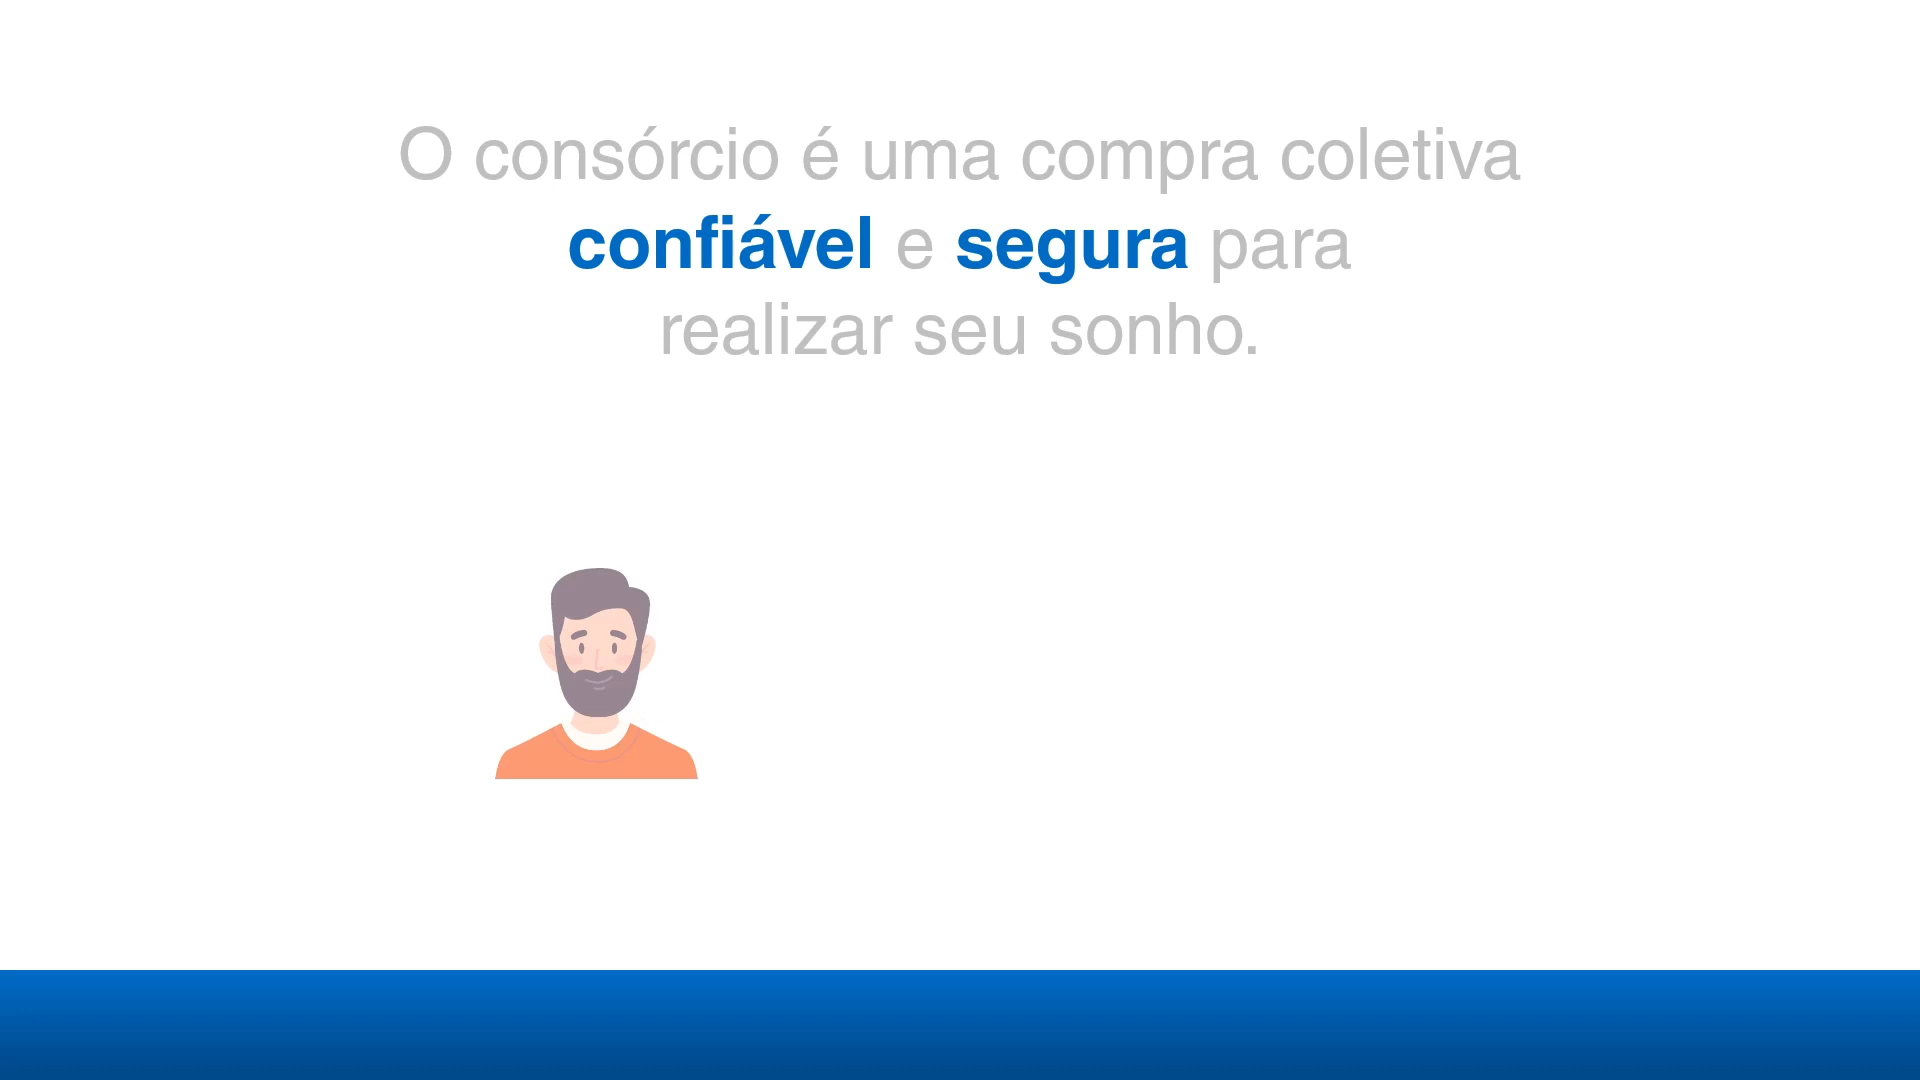 O consórcio é uma compra coletiva
confiável e segura para
realizar seu sonho.